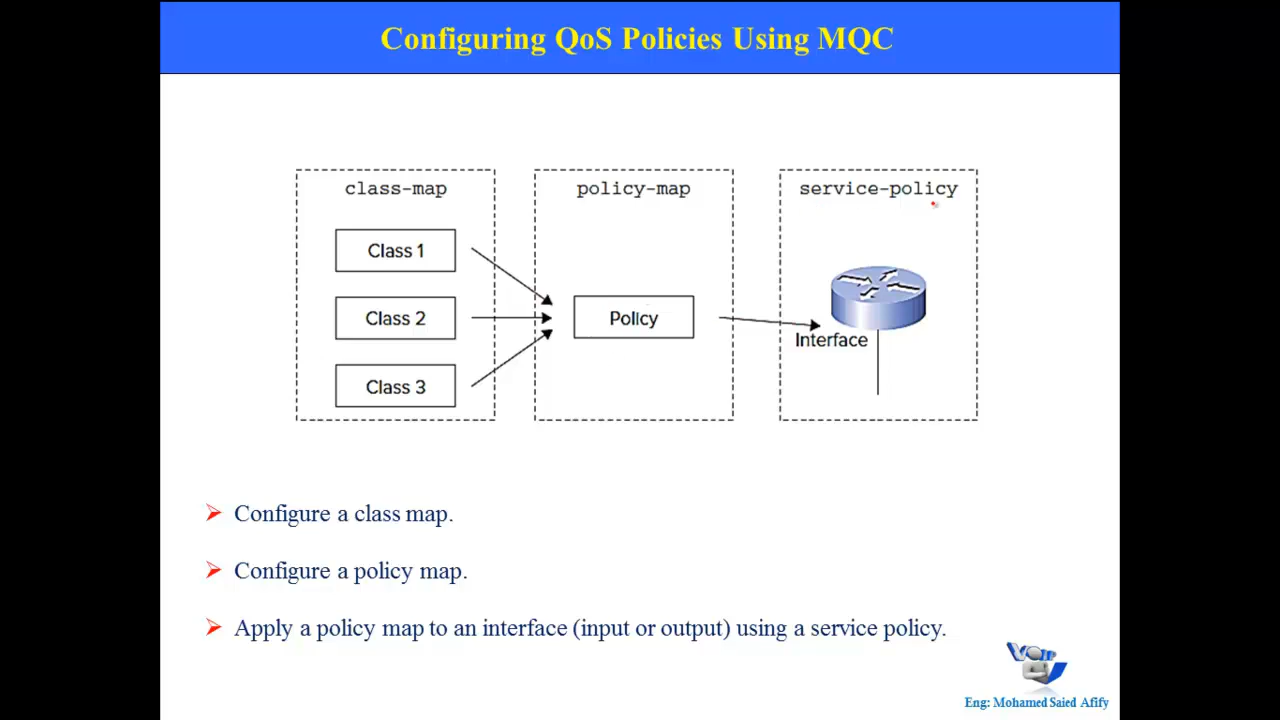 Configuring QoS Policies Using MQC
class-map
policy-map
service-policy
Class 1
Class 2
Class 3
Policy
Interface
Configure a class map.
Configure a policy map.
Apply a policy map to an interface (input or output) using a service policy.
VOIP
Eng: Mohamed Saied Afify